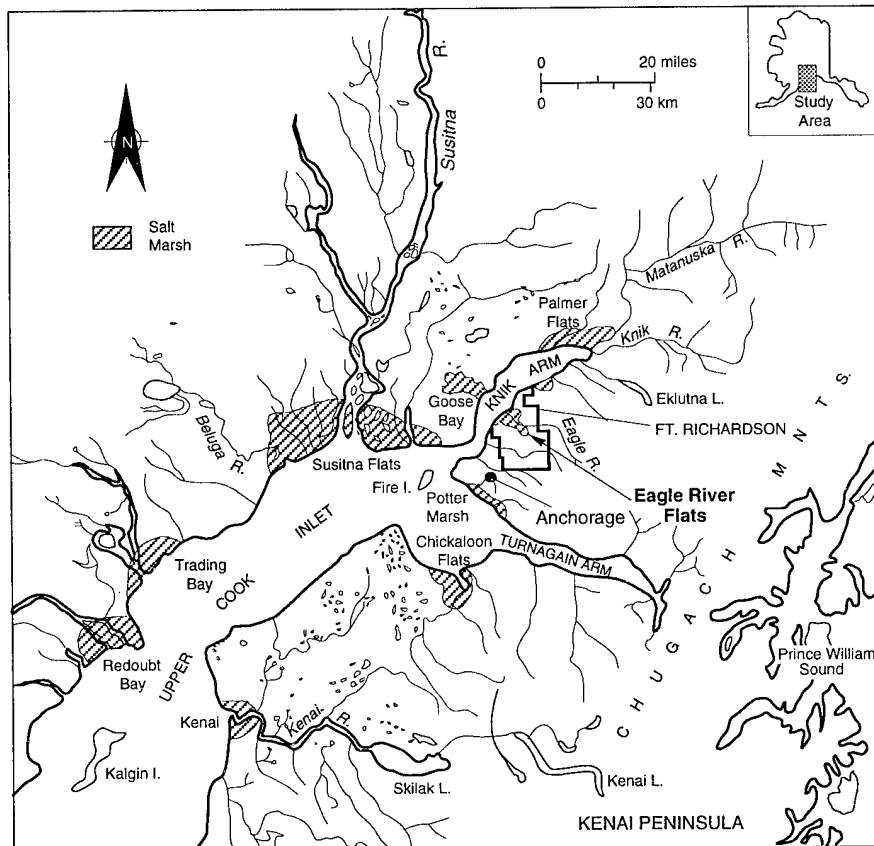 R.
Susitna
0 20 miles
0 30 km
Study
Area
N
Salt
Marsh
Matanuska R.
Palmer
Flats
Knik R.
KNIK ARM
Goose
Bay
Eklutna L.
Beluga R.
Eagle R.
FT. RICHARDSON
Susitna Flats
Fire I.
Potter
Marsh
Eagle River
Flats
Anchorage
Chickaloon
Flats
TURNAGAIN ARM
Trading
Bay
UPPER COOK INLET
CHUGACH MNTS.
Redoubt
Bay
Prince William
Sound
Kenai
Kenai R.
Kalgin I.
Skilak L.
Kenai L.
KENAI PENINSULA